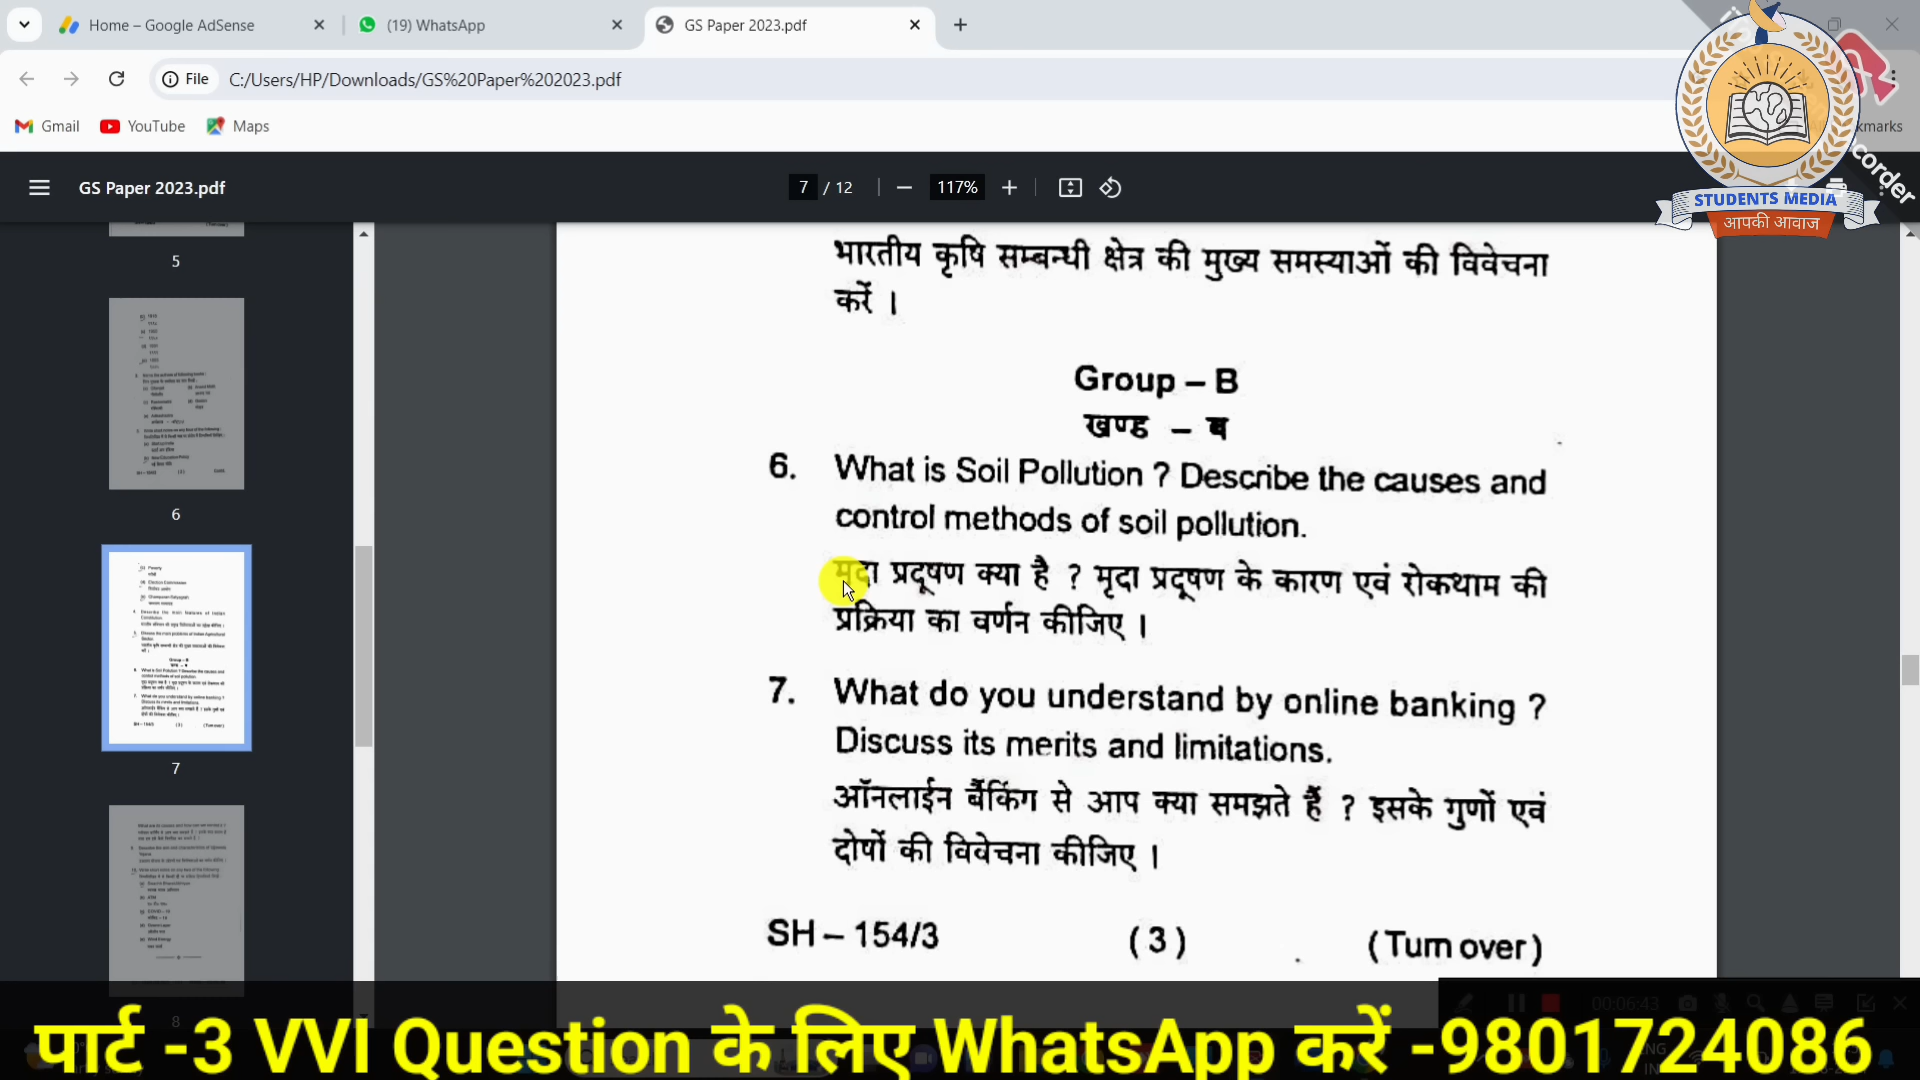 Home – Google AdSense
(19) WhatsApp
GS Paper 2023.pdf
File
C:/Users/HP/Downloads/GS%20Paper%202023.pdf
Gmail
YouTube
Maps
STUDENTS MEDIA
आपकी आवाज
GS Paper 2023.pdf
7 / 12
117%
5
6
7
8
भारतीय कृषि सम्बन्धी क्षेत्र की मुख्य समस्याओं की विवेचना
करें ।
Group – B
खण्ड – ब
6. What is Soil Pollution ? Describe the causes and
control methods of soil pollution.
मृदा प्रदूषण क्या है ? मृदा प्रदूषण के कारण एवं रोकथाम की
प्रक्रिया का वर्णन कीजिए ।
7. What do you understand by online banking ?
Discuss its merits and limitations.
ऑनलाईन बैंकिंग से आप क्या समझते हैं ? इसके गुणों एवं
दोषों की विवेचना कीजिए ।
SH – 154/3
( 3 )
( Turn over )
00:06:43
पार्ट -3 VVI Question के लिए WhatsApp करें -9801724086